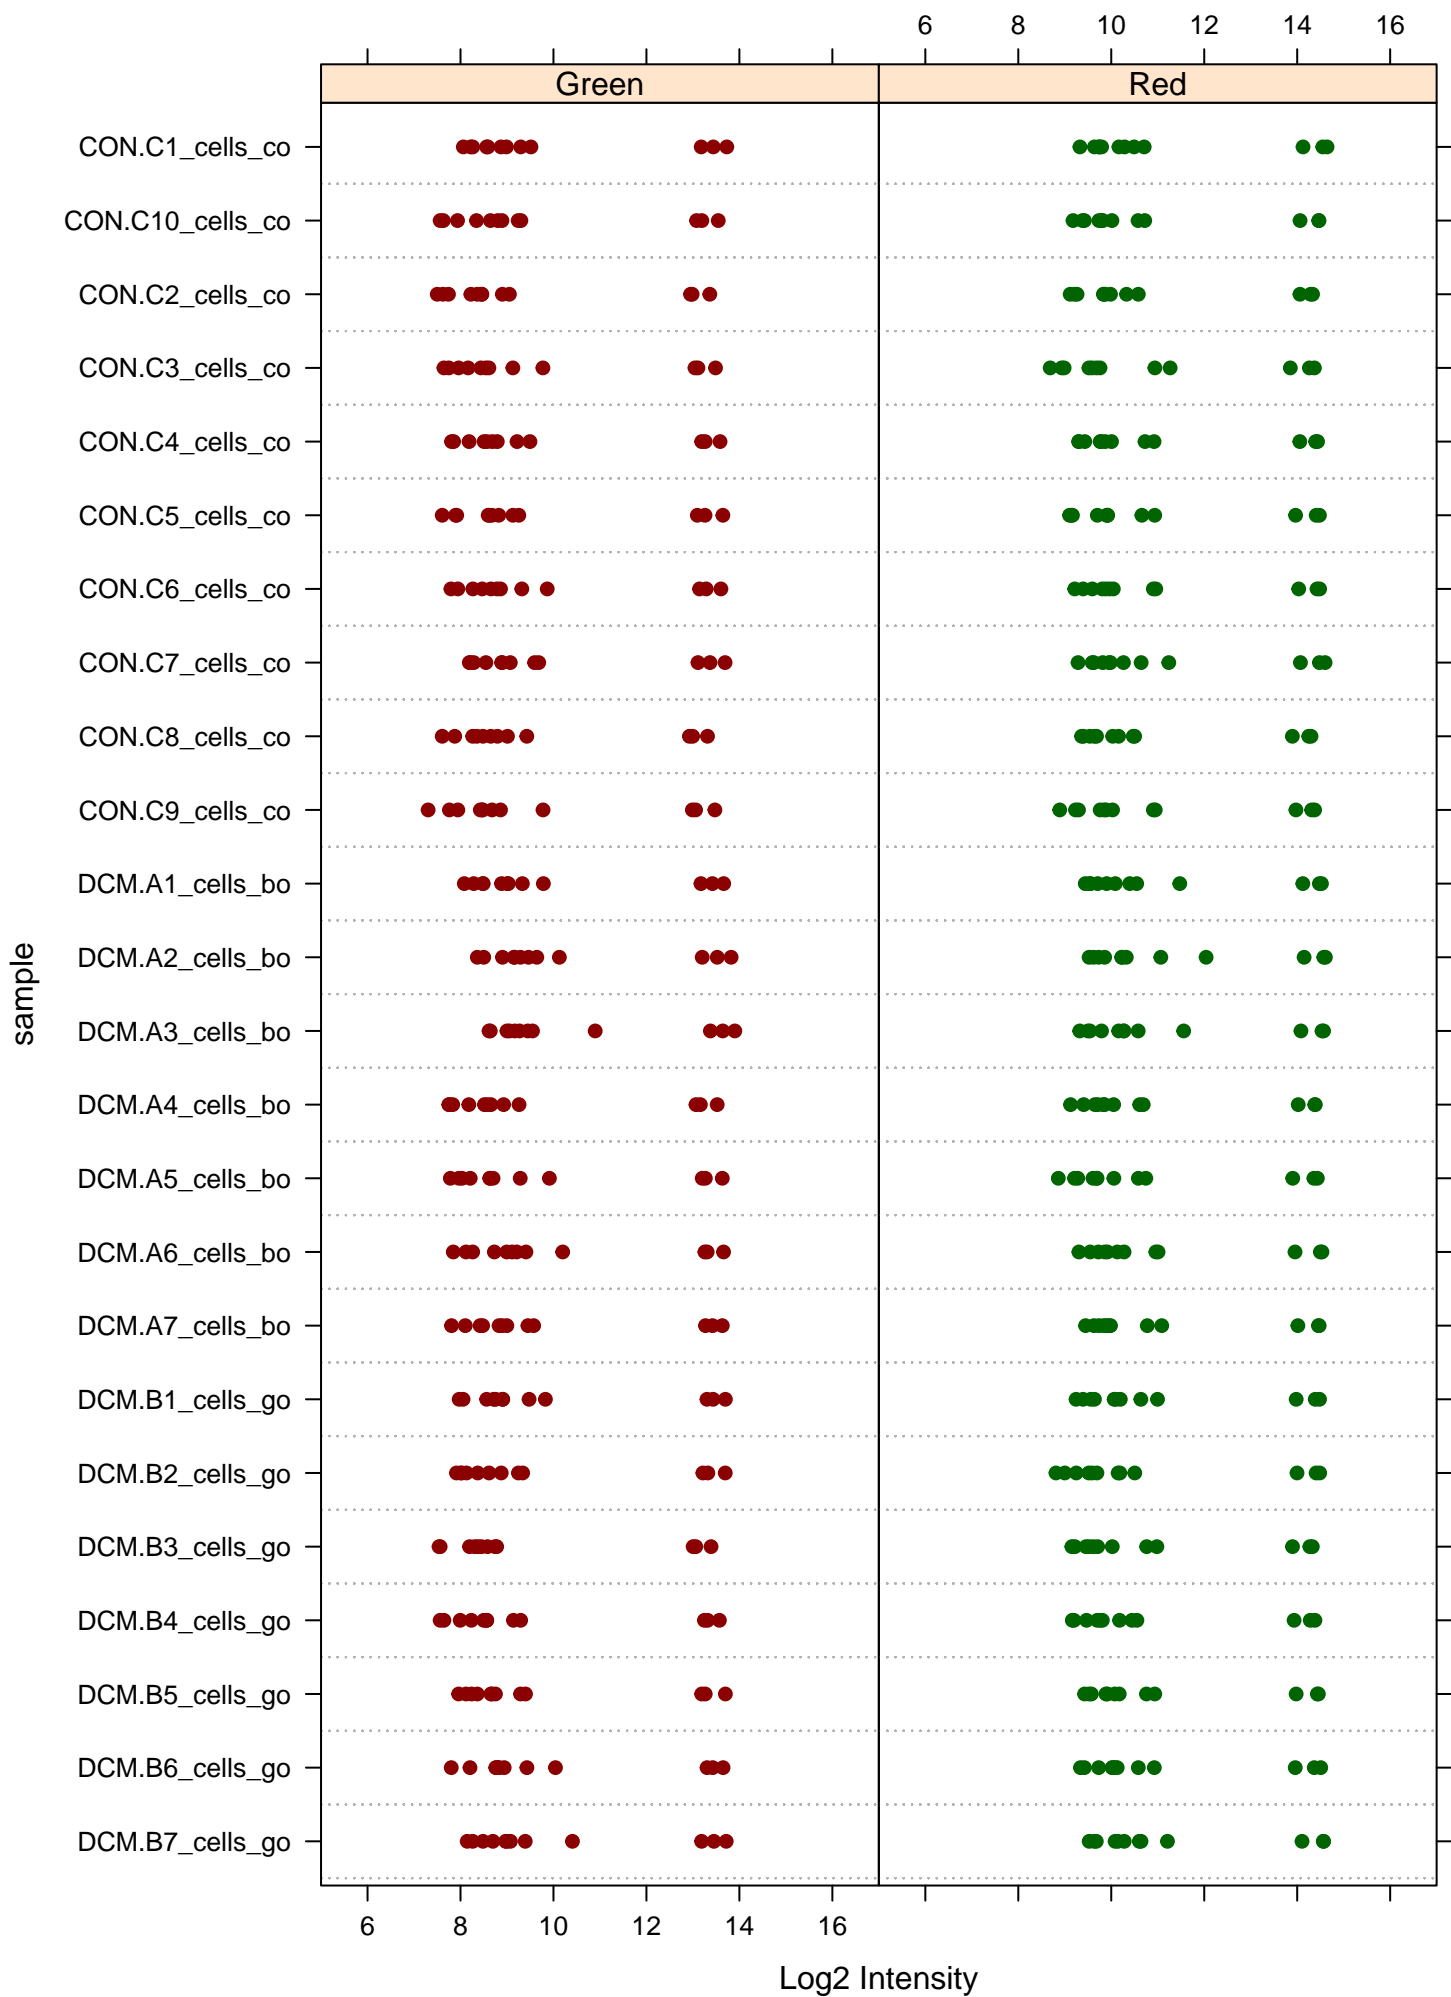 6 8 10 12 14 16
Green Red
CON.C1_cells_co
CON.C10_cells_co
CON.C2_cells_co
CON.C3_cells_co
CON.C4_cells_co
CON.C5_cells_co
CON.C6_cells_co
CON.C7_cells_co
CON.C8_cells_co
CON.C9_cells_co
DCM.A1_cells_bo
DCM.A2_cells_bo
DCM.A3_cells_bo
DCM.A4_cells_bo
DCM.A5_cells_bo
DCM.A6_cells_bo
DCM.A7_cells_bo
DCM.B1_cells_go
DCM.B2_cells_go
DCM.B3_cells_go
DCM.B4_cells_go
DCM.B5_cells_go
DCM.B6_cells_go
DCM.B7_cells_go
sample
6 8 10 12 14 16
Log2 Intensity